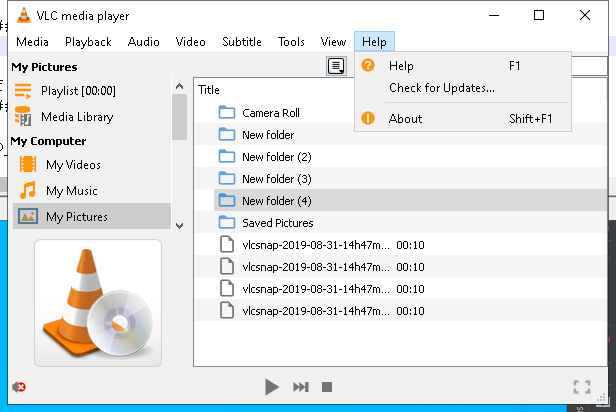 VLC media player
Media Playback Audio Video Subtitle Tools View Help
My Pictures
Playlist [00:00]
Media Library
My Computer
My Videos
My Music
My Pictures
Help F1
Check for Updates...
About Shift+F1
Title
Camera Roll
New folder
New folder (2)
New folder (3)
New folder (4)
Saved Pictures
vlcsnap-2019-08-31-14h47m... 00:10
vlcsnap-2019-08-31-14h47m... 00:10
vlcsnap-2019-08-31-14h47m... 00:10
vlcsnap-2019-08-31-14h47m... 00:10